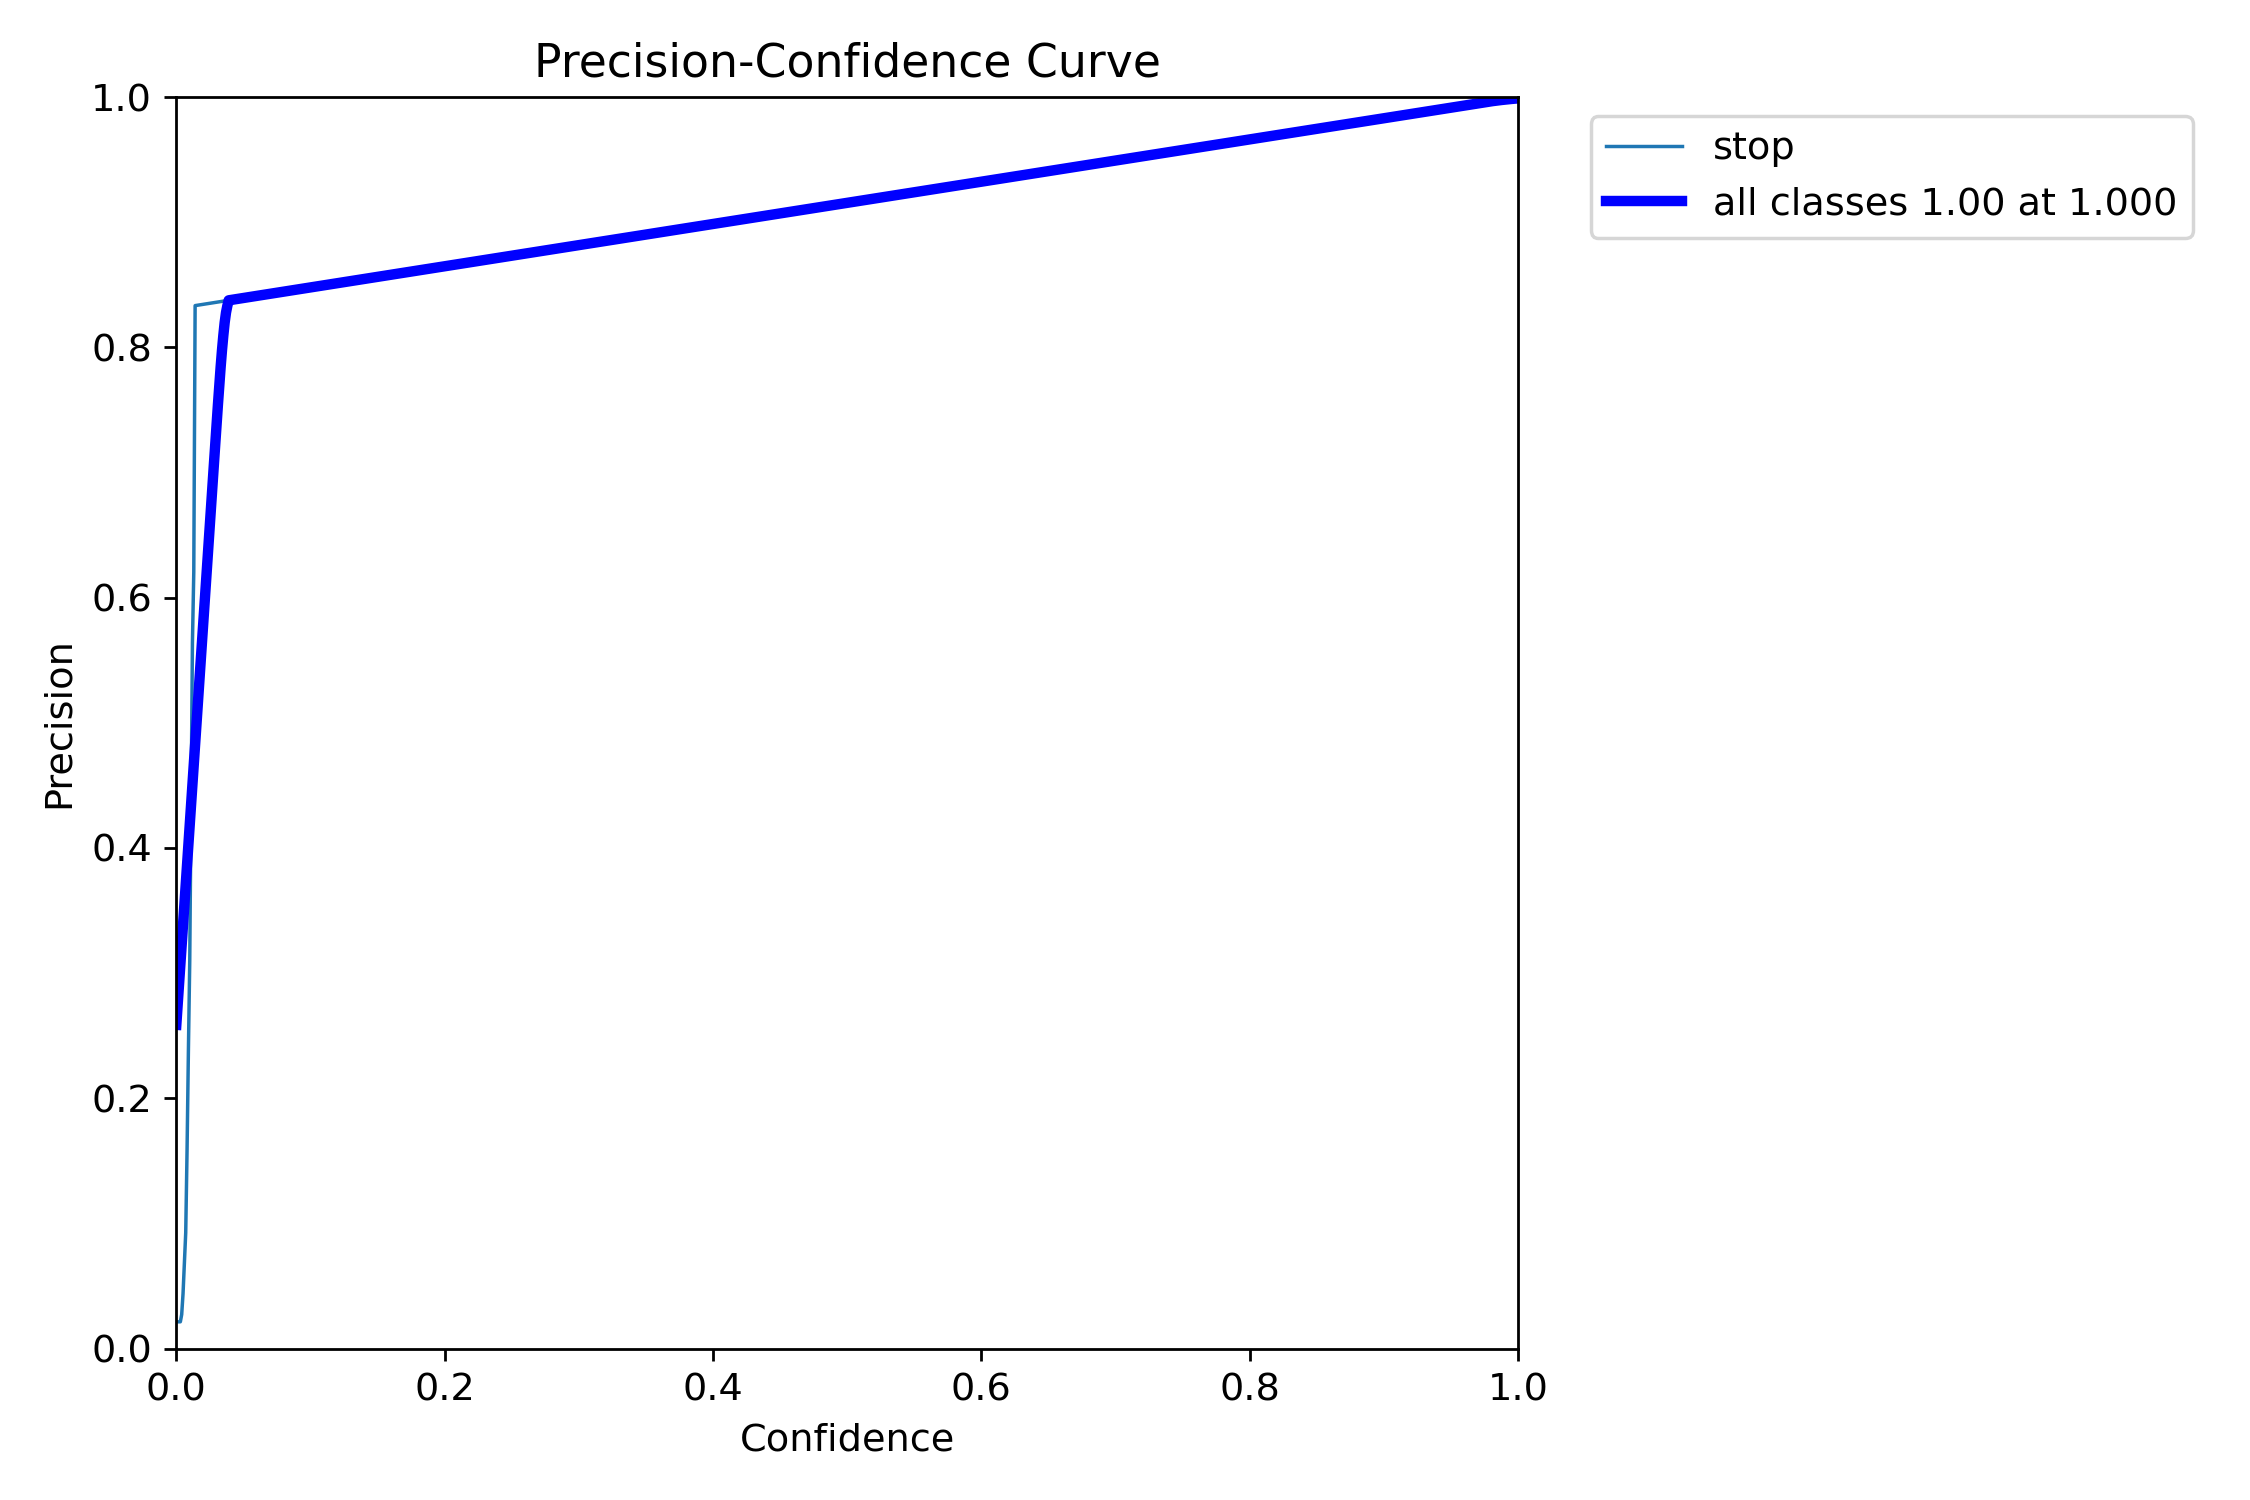 Precision-Confidence Curve
stop
all classes 1.00 at 1.000
1.0
0.8
0.6
0.4
0.2
0.0
Precision
0.0 0.2 0.4 0.6 0.8 1.0
Confidence